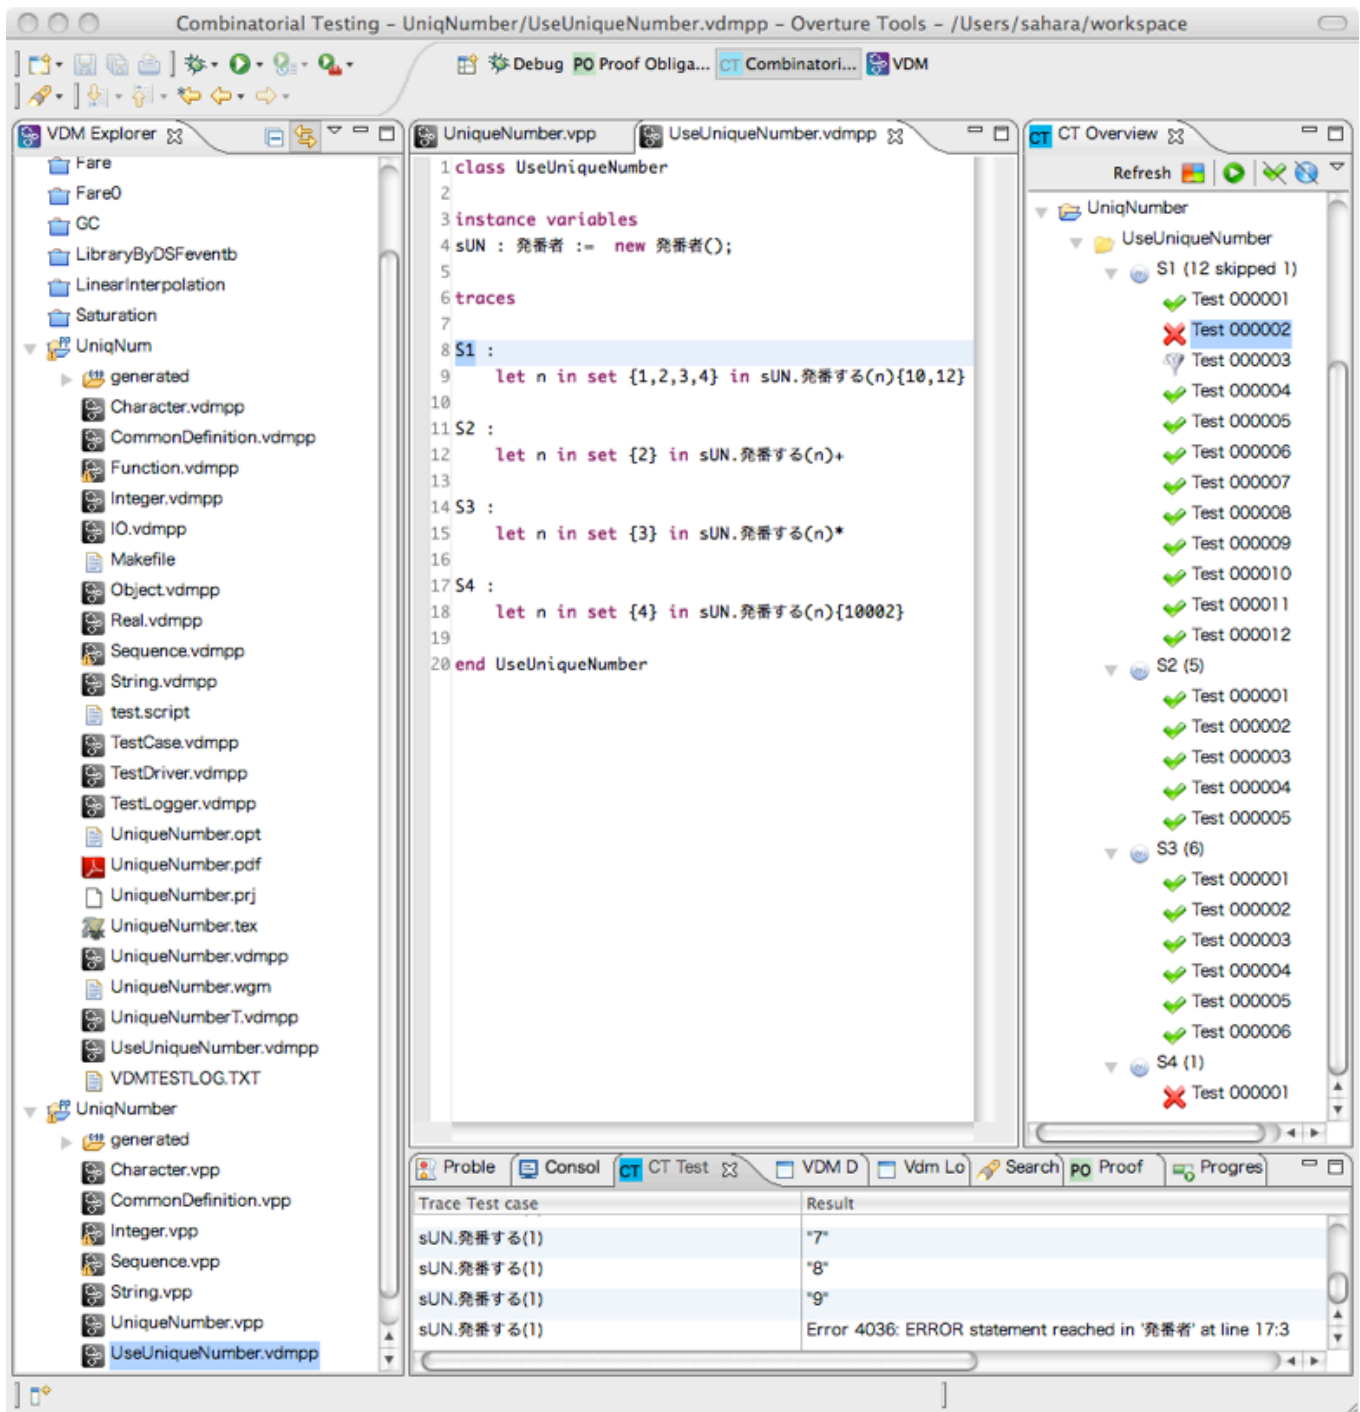 Combinatorial Testing – UniqNumber/UseUniqueNumber.vdmpp – Overture Tools – /Users/sahara/workspace
Debug PO Proof Obliga... CT Combinatori... VDM
VDM Explorer
Fare
Fare0
GC
LibraryByDSFeventb
LinearInterpolation
Saturation
UniqNum
generated
Character.vdmpp
CommonDefinition.vdmpp
Function.vdmpp
Integer.vdmpp
IO.vdmpp
Makefile
Object.vdmpp
Real.vdmpp
Sequence.vdmpp
String.vdmpp
test.script
TestCase.vdmpp
TestDriver.vdmpp
TestLogger.vdmpp
UniqueNumber.opt
UniqueNumber.pdf
UniqueNumber.prj
UniqueNumber.tex
UniqueNumber.vdmpp
UniqueNumber.wgm
UniqueNumberT.vdmpp
UseUniqueNumber.vdmpp
VDMTESTLOG.TXT
UniqNumber
generated
Character.vpp
CommonDefinition.vpp
Integer.vpp
Sequence.vpp
String.vpp
UniqueNumber.vpp
UseUniqueNumber.vdmpp
UniqueNumber.vpp UseUniqueNumber.vdmpp
1 class UseUniqueNumber
2
3 instance variables
4 sUN : 発番者 := new 発番者();
5
6 traces
7
8 S1 :
9 let n in set {1,2,3,4} in sUN.発番する(n){10,12}
10
11 S2 :
12 let n in set {2} in sUN.発番する(n)+
13
14 S3 :
15 let n in set {3} in sUN.発番する(n)*
16
17 S4 :
18 let n in set {4} in sUN.発番する(n){10002}
19
20 end UseUniqueNumber
CT CT Overview
Refresh
UniqNumber
UseUniqueNumber
S1 (12 skipped 1)
Test 000001
Test 000002
Test 000003
Test 000004
Test 000005
Test 000006
Test 000007
Test 000008
Test 000009
Test 000010
Test 000011
Test 000012
S2 (5)
Test 000001
Test 000002
Test 000003
Test 000004
Test 000005
S3 (6)
Test 000001
Test 000002
Test 000003
Test 000004
Test 000005
Test 000006
S4 (1)
Test 000001
Proble Consol CT CT Test VDM D Vdm Lo Search PO Proof Progres
Trace Test case Result
sUN.発番する(1) "7"
sUN.発番する(1) "8"
sUN.発番する(1) "9"
sUN.発番する(1) Error 4036: ERROR statement reached in '発番者' at line 17:3